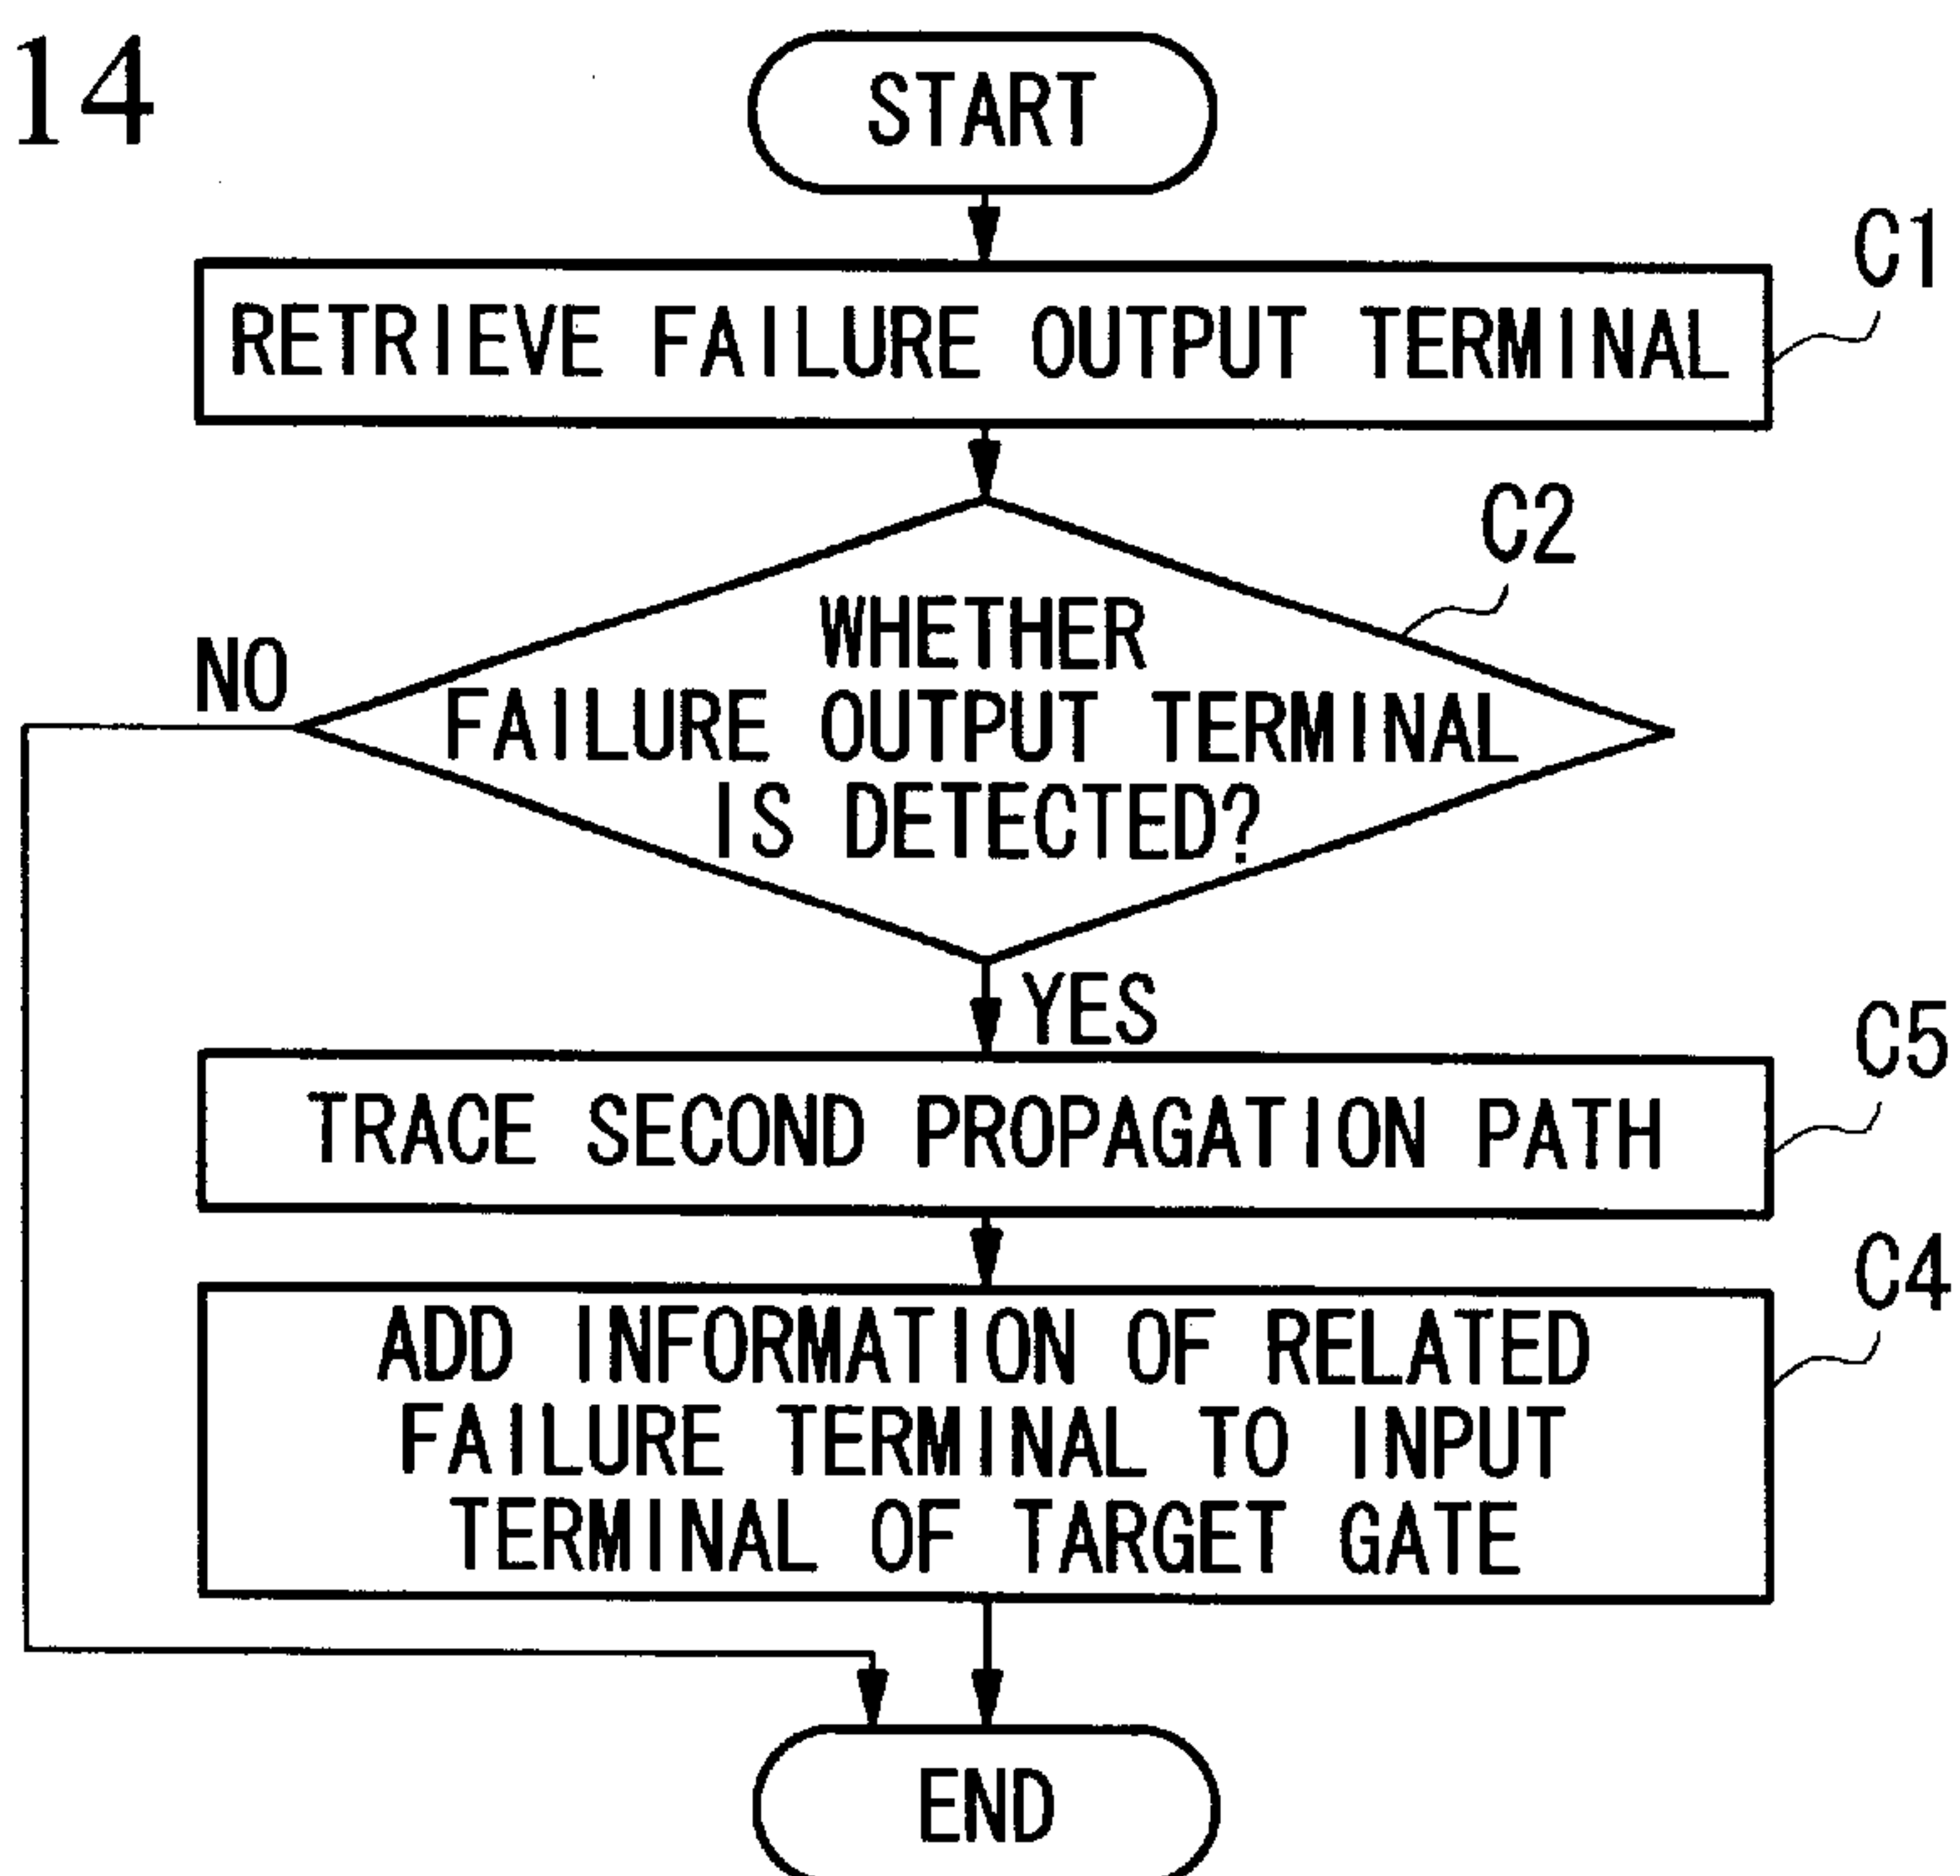 14
START
C1
RETRIEVE FAILURE OUTPUT TERMINAL
C2
WHETHER
FAILURE OUTPUT TERMINAL
IS DETECTED?
NO
YES
C5
TRACE SECOND PROPAGATION PATH
C4
ADD INFORMATION OF RELATED
FAILURE TERMINAL TO INPUT
TERMINAL OF TARGET GATE
END